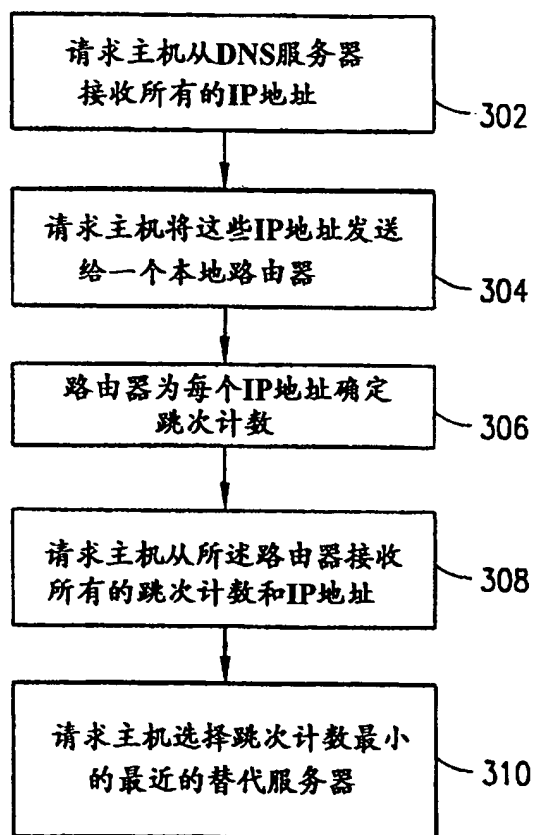 请求主机从DNS服务器
接收所有的IP地址
302
请求主机将这些IP地址发送
给一个本地路由器
304
路由器为每个IP地址确定
跳次计数
306
请求主机从所述路由器接收
所有的跳次计数和IP地址
308
请求主机选择跳次计数最小
的最近的替代服务器
310